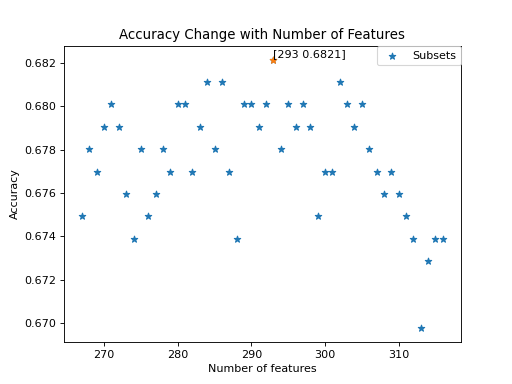 Accuracy Change with Number of Features
[293 0.6821]
Subsets
0.682
0.680
0.678
0.676
0.674
0.672
0.670
Accuracy
270 280 290 300 310
Number of features